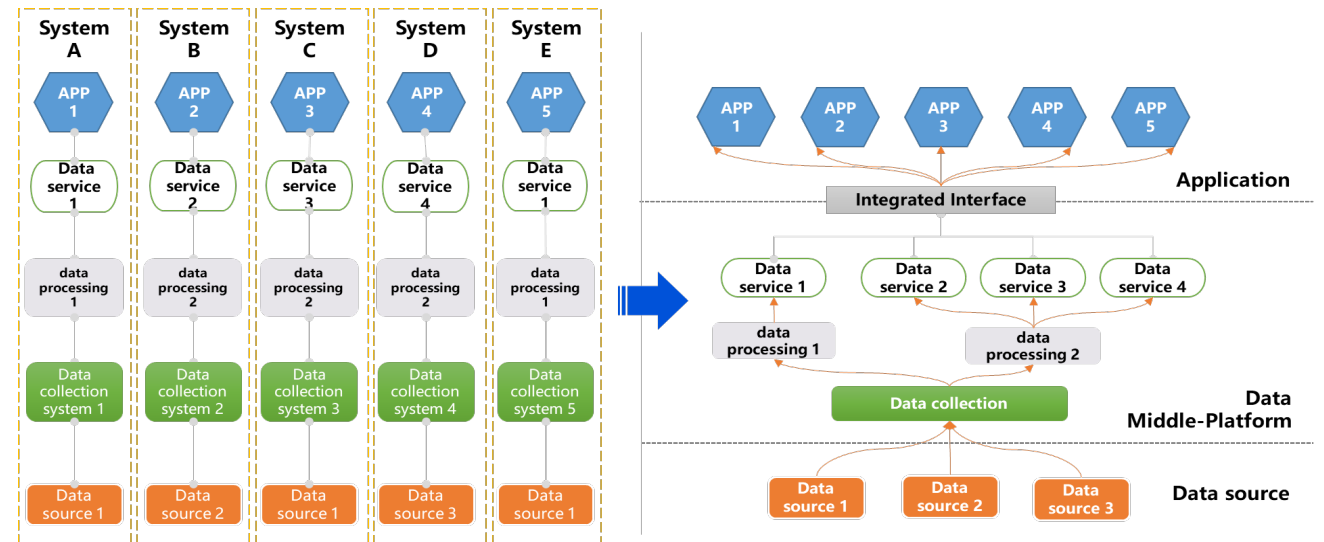 System
A
APP
1
Data
service
1
data
processing
1
Data
collection
system 1
Data
source 1
System
B
APP
2
Data
service
2
data
processing
2
Data
collection
system 2
Data
source 2
System
C
APP
3
Data
service
3
data
processing
2
Data
collection
system 3
Data
source 1
System
D
APP
4
Data
service
4
data
processing
2
Data
collection
system 4
Data
source 3
System
E
APP
5
Data
service
1
data
processing
1
Data
collection
system 5
Data
source 1
APP
1
APP
2
APP
3
APP
4
APP
5
Application
Integrated Interface
Data
service 1
Data
service 2
Data
service 3
Data
service 4
data
processing 1
data
processing 2
Data collection
Data
Middle-Platform
Data
source 1
Data
source 2
Data
source 3
Data source